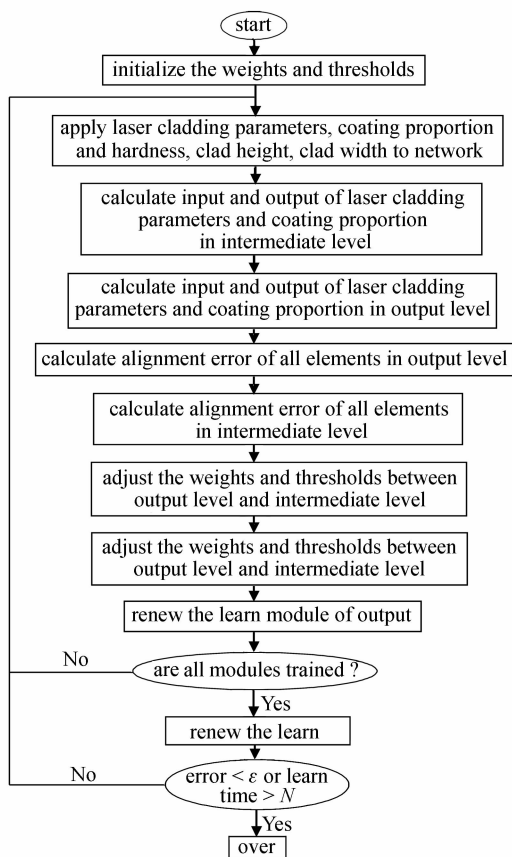 start
initialize the weights and thresholds
apply laser cladding parameters, coating proportion
and hardness, clad height, clad width to network
calculate input and output of laser cladding
parameters and coating proportion
in intermediate level
calculate input and output of laser cladding
parameters and coating proportion in output level
calculate alignment error of all elements in output level
calculate alignment error of all elements
in intermediate level
adjust the weights and thresholds between
output level and intermediate level
adjust the weights and thresholds between
output level and intermediate level
renew the learn module of output
No
are all modules trained ?
Yes
renew the learn
No
error < ε or learn
time > N
Yes
over